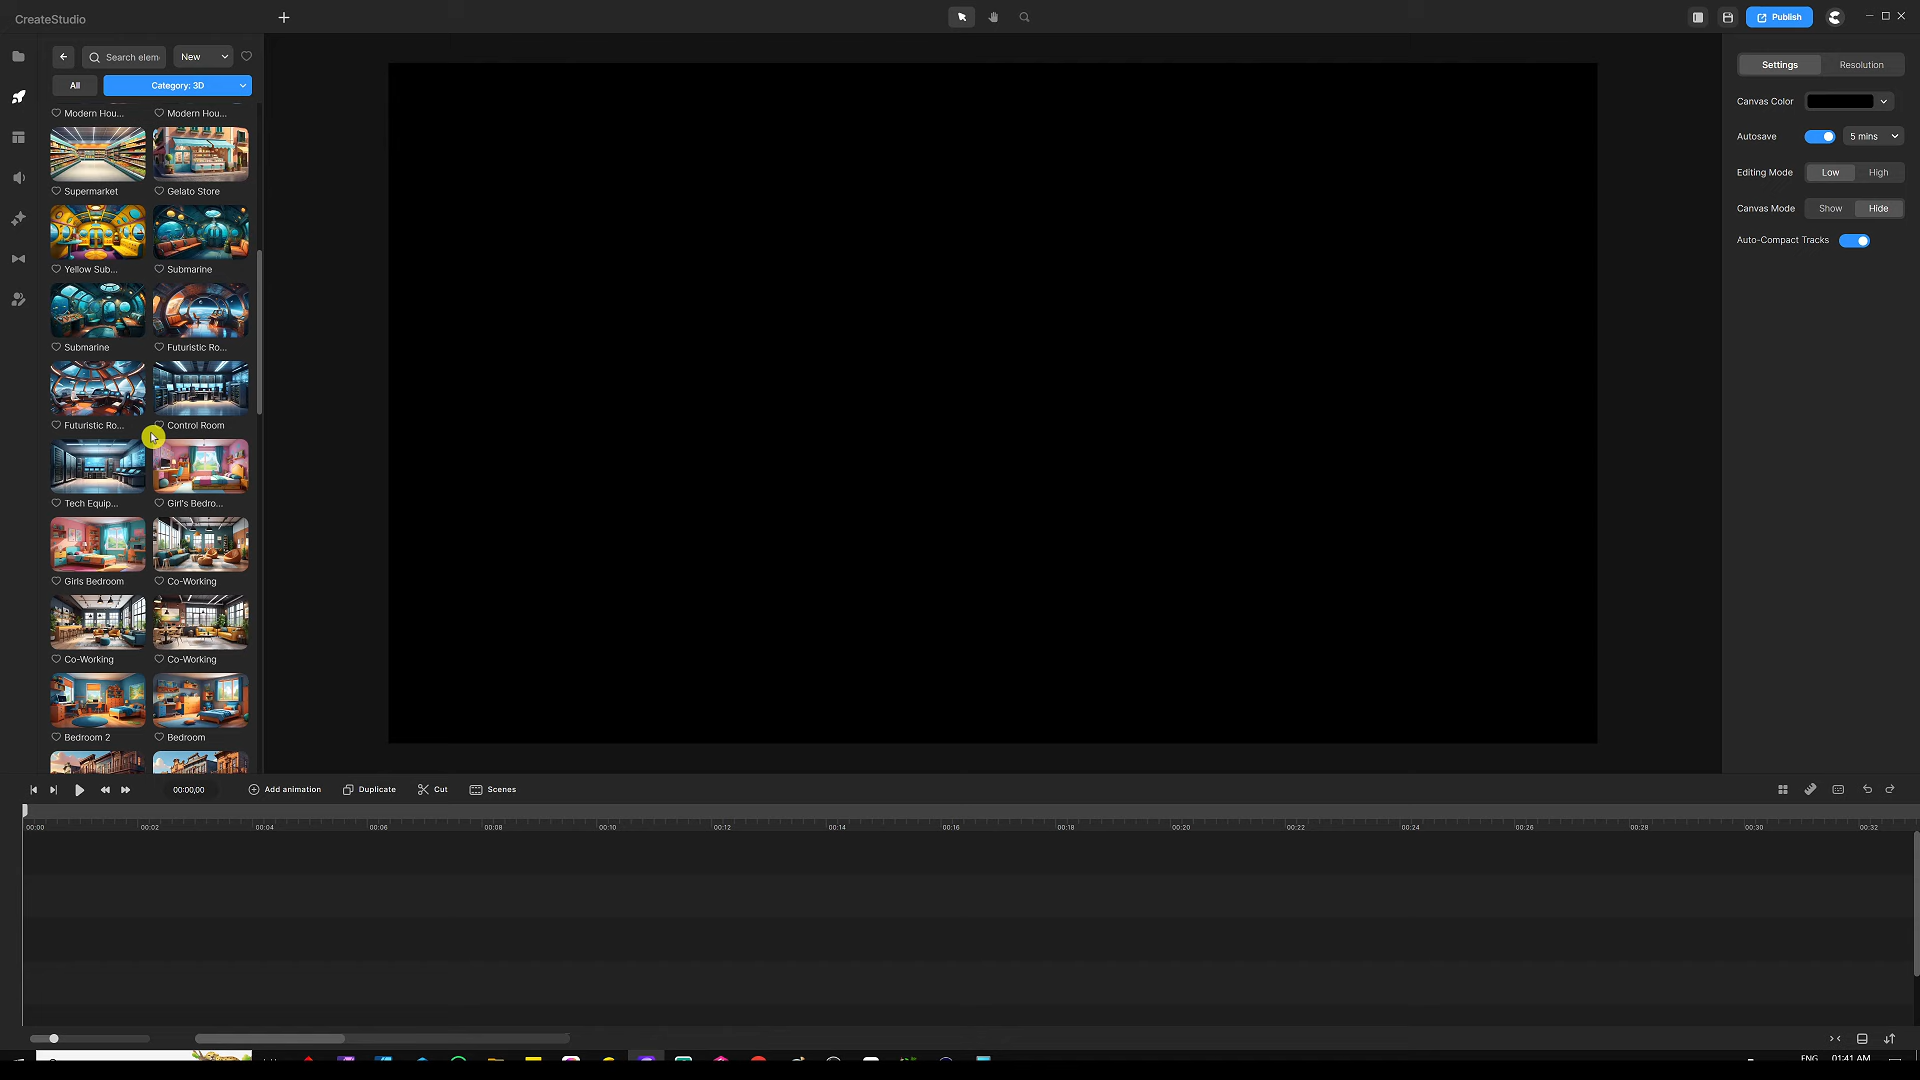 CreateStudio
Publish
Search elem
New
All
Category: 3D
Modern Hou...
Modern Hou...
Supermarket
Gelato Store
Yellow Sub...
Submarine
Submarine
Futuristic Ro...
Futuristic Ro...
Control Room
Tech Equip...
Girl's Bedro...
Girls Bedroom
Co-Working
Co-Working
Co-Working
Bedroom 2
Bedroom
Settings
Resolution
Canvas Color
Autosave
5 mins
Editing Mode
Low
High
Canvas Mode
Show
Hide
Auto-Compact Tracks
00:00,00
Add animation
Duplicate
Cut
Scenes
00:00
00:02
00:04
00:06
00:08
00:10
00:12
00:14
00:16
00:18
00:20
00:22
00:24
00:26
00:28
00:30
00:32
ENG
01:41 AM